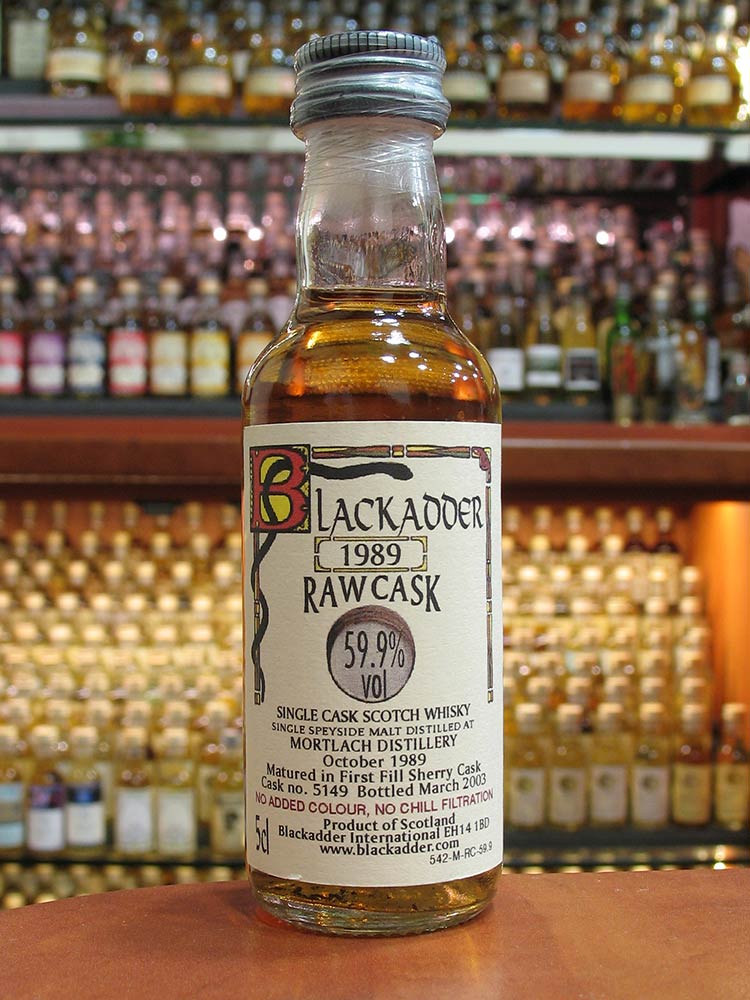 BLACKADDER
1989
RAW CASK
59.9%
vol
SINGLE CASK SCOTCH WHISKY
SINGLE SPEYSIDE MALT DISTILLED AT
MORTLACH DISTILLERY
October 1989
Matured in First Fill Sherry Cask
Cask no. 5149 Bottled March 2003
NO ADDED COLOUR, NO CHILL FILTRATION
Product of Scotland
5cl
Blackadder International EH14 1BD
www.blackadder.com
542-M-RC-59.9